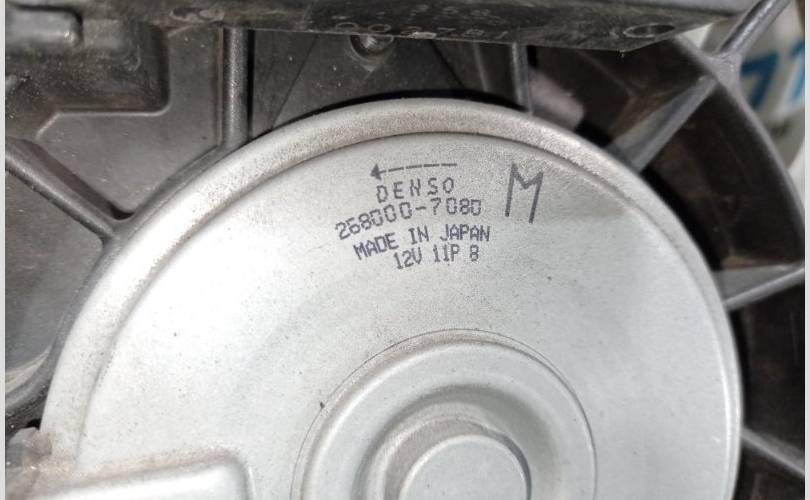 DENSO
M
268000-7080
MADE IN JAPAN
12V 11P 8